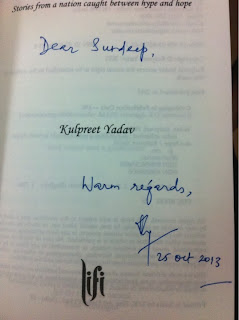 Stories from a nation caught between hype and hope
Dear Surdeep,
Kulpreet Yadav
Warm regards,
25 Oct 2013
lifi